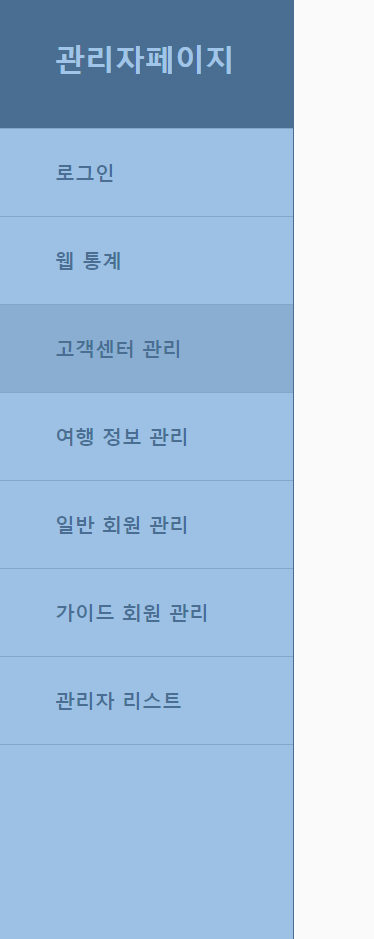 관리자페이지
로그인
웹 통계
고객센터 관리
여행 정보 관리
일반 회원 관리
가이드 회원 관리
관리자 리스트